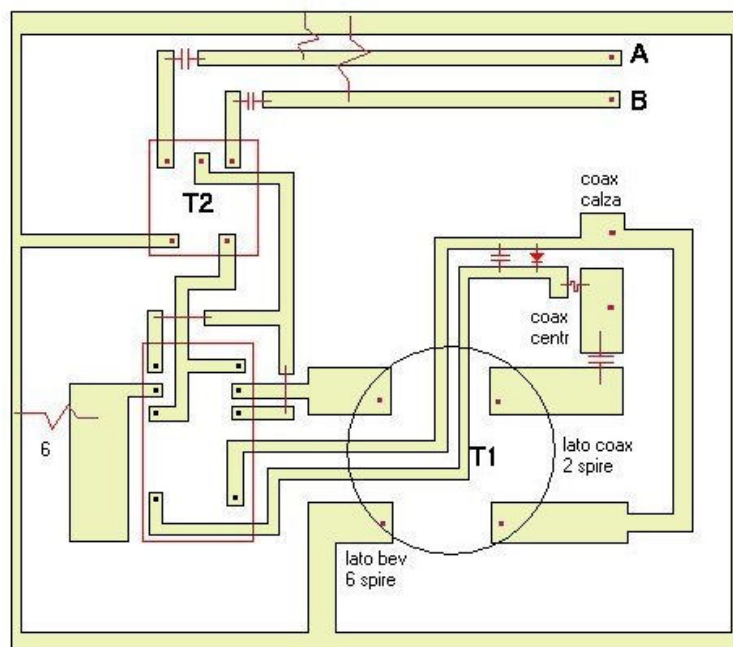 A
B
T2
coax
calza
coax
centr
6
T1
lato coax
2 spire
lato bev
6 spire